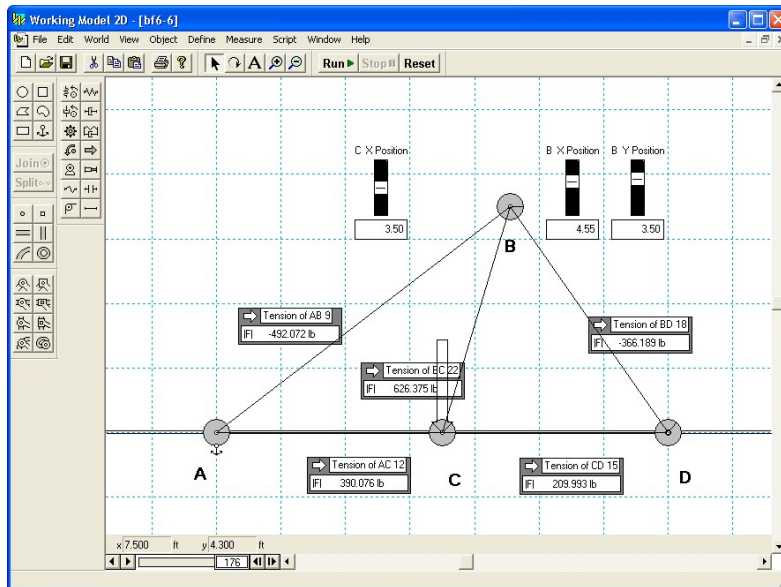 Working Model 2D - [bf6-6]
File Edit World View Object Define Measure Script Window Help
A Run Stop Reset
Join
Split
C X Position
3.50
B X Position B Y Position
4.55 3.50
B
Tension of AB 9
|F| -492.072 lb
Tension of BD 18
|F| -366.189 lb
Tension of BC 22
|F| 626.375 lb
A
Tension of AC 12
|F| 390.076 lb
C
Tension of CD 15
|F| 209.993 lb
D
x 7.500 ft y 4.300 ft
176